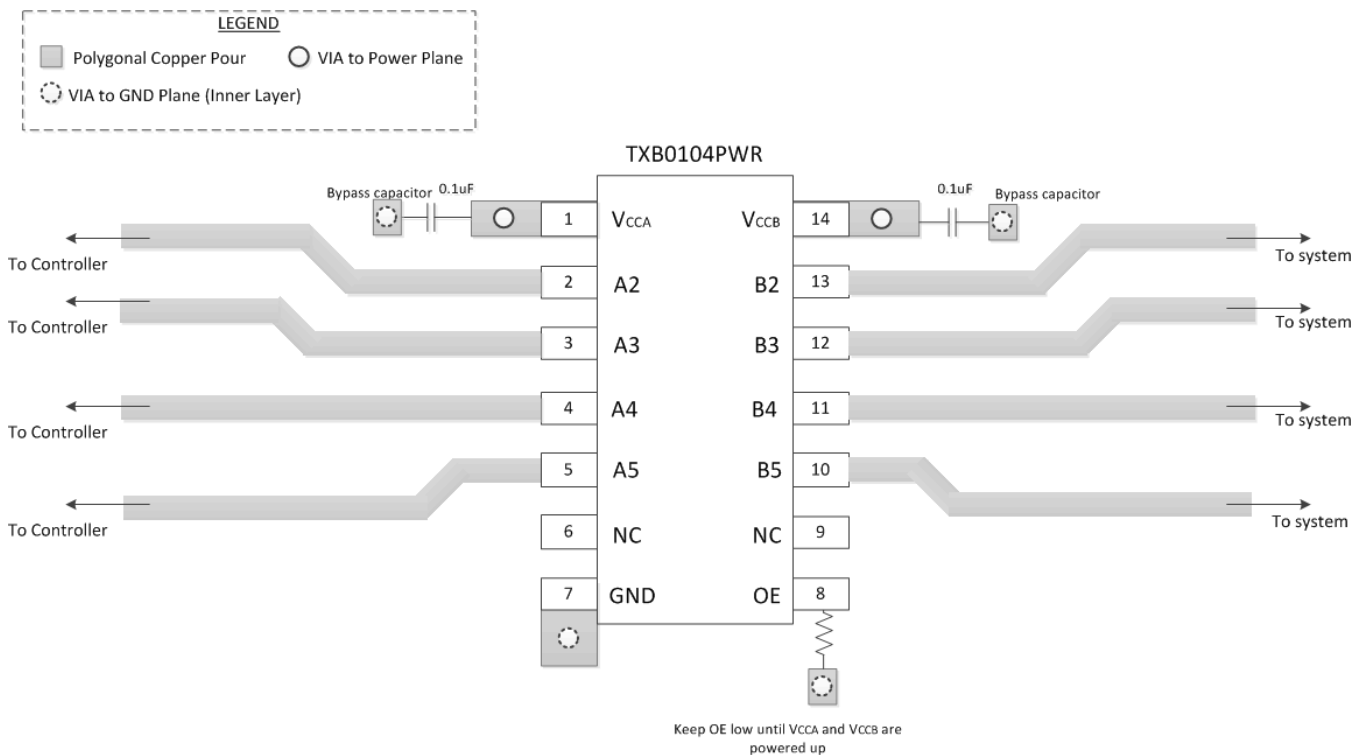 LEGEND
Polygonal Copper Pour
VIA to Power Plane
VIA to GND Plane (Inner Layer)
TXB0104PWR
Bypass capacitor
0.1uF
0.1uF
Bypass capacitor
1
VCCA
VCCB
14
To Controller
2
A2
B2
13
To system
To Controller
3
A3
B3
12
To system
To Controller
4
A4
B4
11
To system
5
A5
B5
10
To Controller
To system
6
NC
NC
9
7
GND
OE
8
Keep OE low until VCCA and VCCB are
powered up